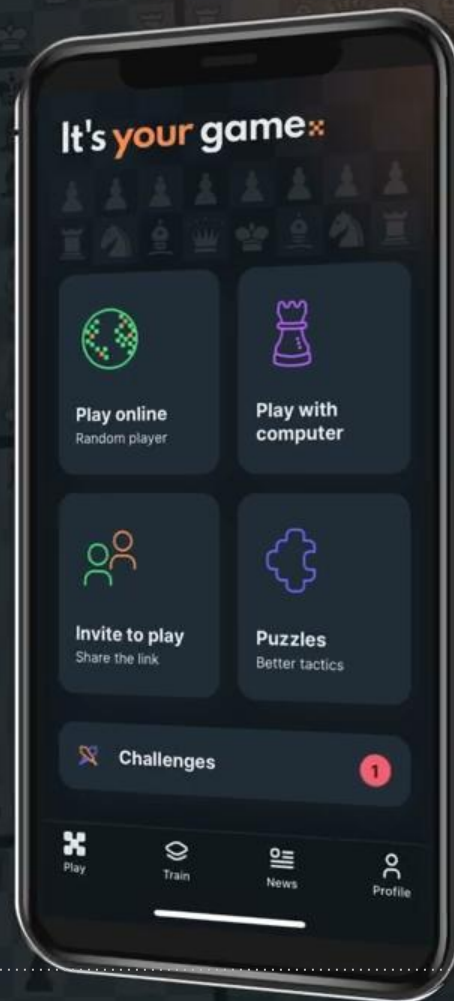 It's your game
Play online
Random player
Play with
computer
Invite to play
Share the link
Puzzles
Better tactics
Challenges
1
Play
Train
News
Profile